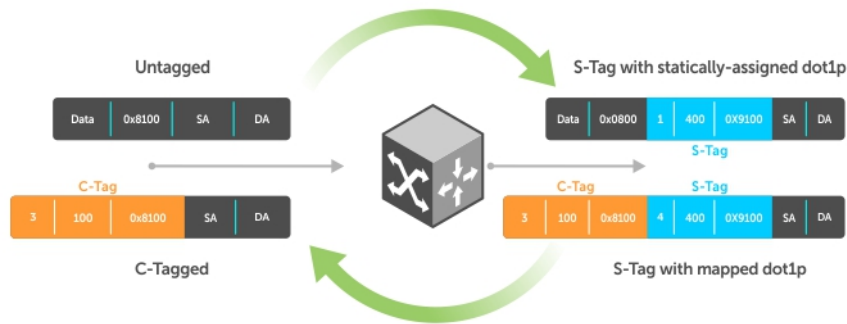 Untagged
S-Tag with statically-assigned dot1p
Data 0x8100 SA DA
Data 0x0800 1 400 0X9100 SA DA
S-Tag
C-Tag
C-Tag S-Tag
3 100 0x8100 SA DA
3 100 0x8100 4 400 0X9100 SA DA
C-Tagged
S-Tag with mapped dot1p